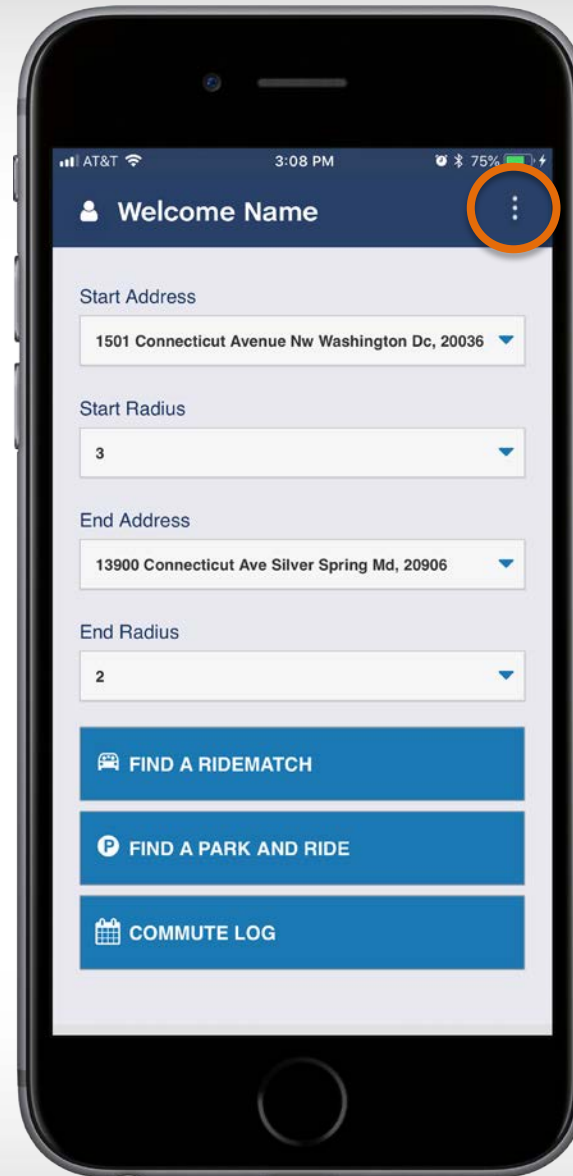 AT&T 3:08 PM 75%
Welcome Name
Start Address
1501 Connecticut Avenue Nw Washington Dc, 20036
Start Radius
3
End Address
13900 Connecticut Ave Silver Spring Md, 20906
End Radius
2
FIND A RIDEMATCH
P FIND A PARK AND RIDE
COMMUTE LOG